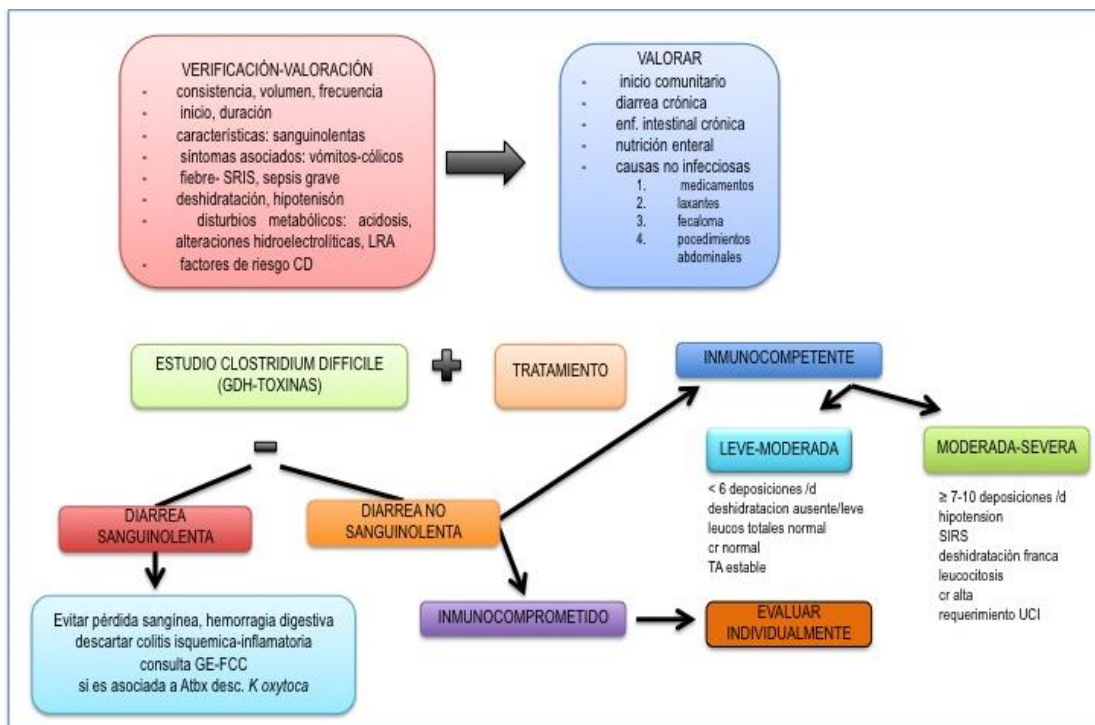 VERIFICACIÓN-VALORACIÓN
- consistencia, volumen, frecuencia
- inicio, duración
- características: sanguinolentas
- síntomas asociados: vómitos-cólicos
- fiebre- SRIS, sepsis grave
- deshidratación, hipotenisón
- disturbios metabólicos: acidosis,
alteraciones hidroelectrolíticas, LRA
- factores de riesgo CD
VALORAR
- inicio comunitario
- diarrea crónica
- enf. intestinal crónica
- nutrición enteral
- causas no infecciosas
1. medicamentos
2. laxantes
3. fecaloma
4. pocedimientos
abdominales
ESTUDIO CLOSTRIDIUM DIFFICILE
(GDH-TOXINAS)
TRATAMIENTO
INMUNOCOMPETENTE
LEVE-MODERADA
< 6 deposiciones /d
deshidratacion ausente/leve
leucos totales normal
cr normal
TA estable
MODERADA-SEVERA
≥ 7-10 deposiciones /d
hipotension
SIRS
deshidratación franca
leucocitosis
cr alta
requerimiento UCI
DIARREA
SANGUINOLENTA
DIARREA NO
SANGUINOLENTA
Evitar pérdida sangínea, hemorragia digestiva
descartar colitis isquemica-inflamatoria
consulta GE-FCC
si es asociada a Atbx desc. K oxytoca
INMUNOCOMPROMETIDO
EVALUAR
INDIVIDUALMENTE